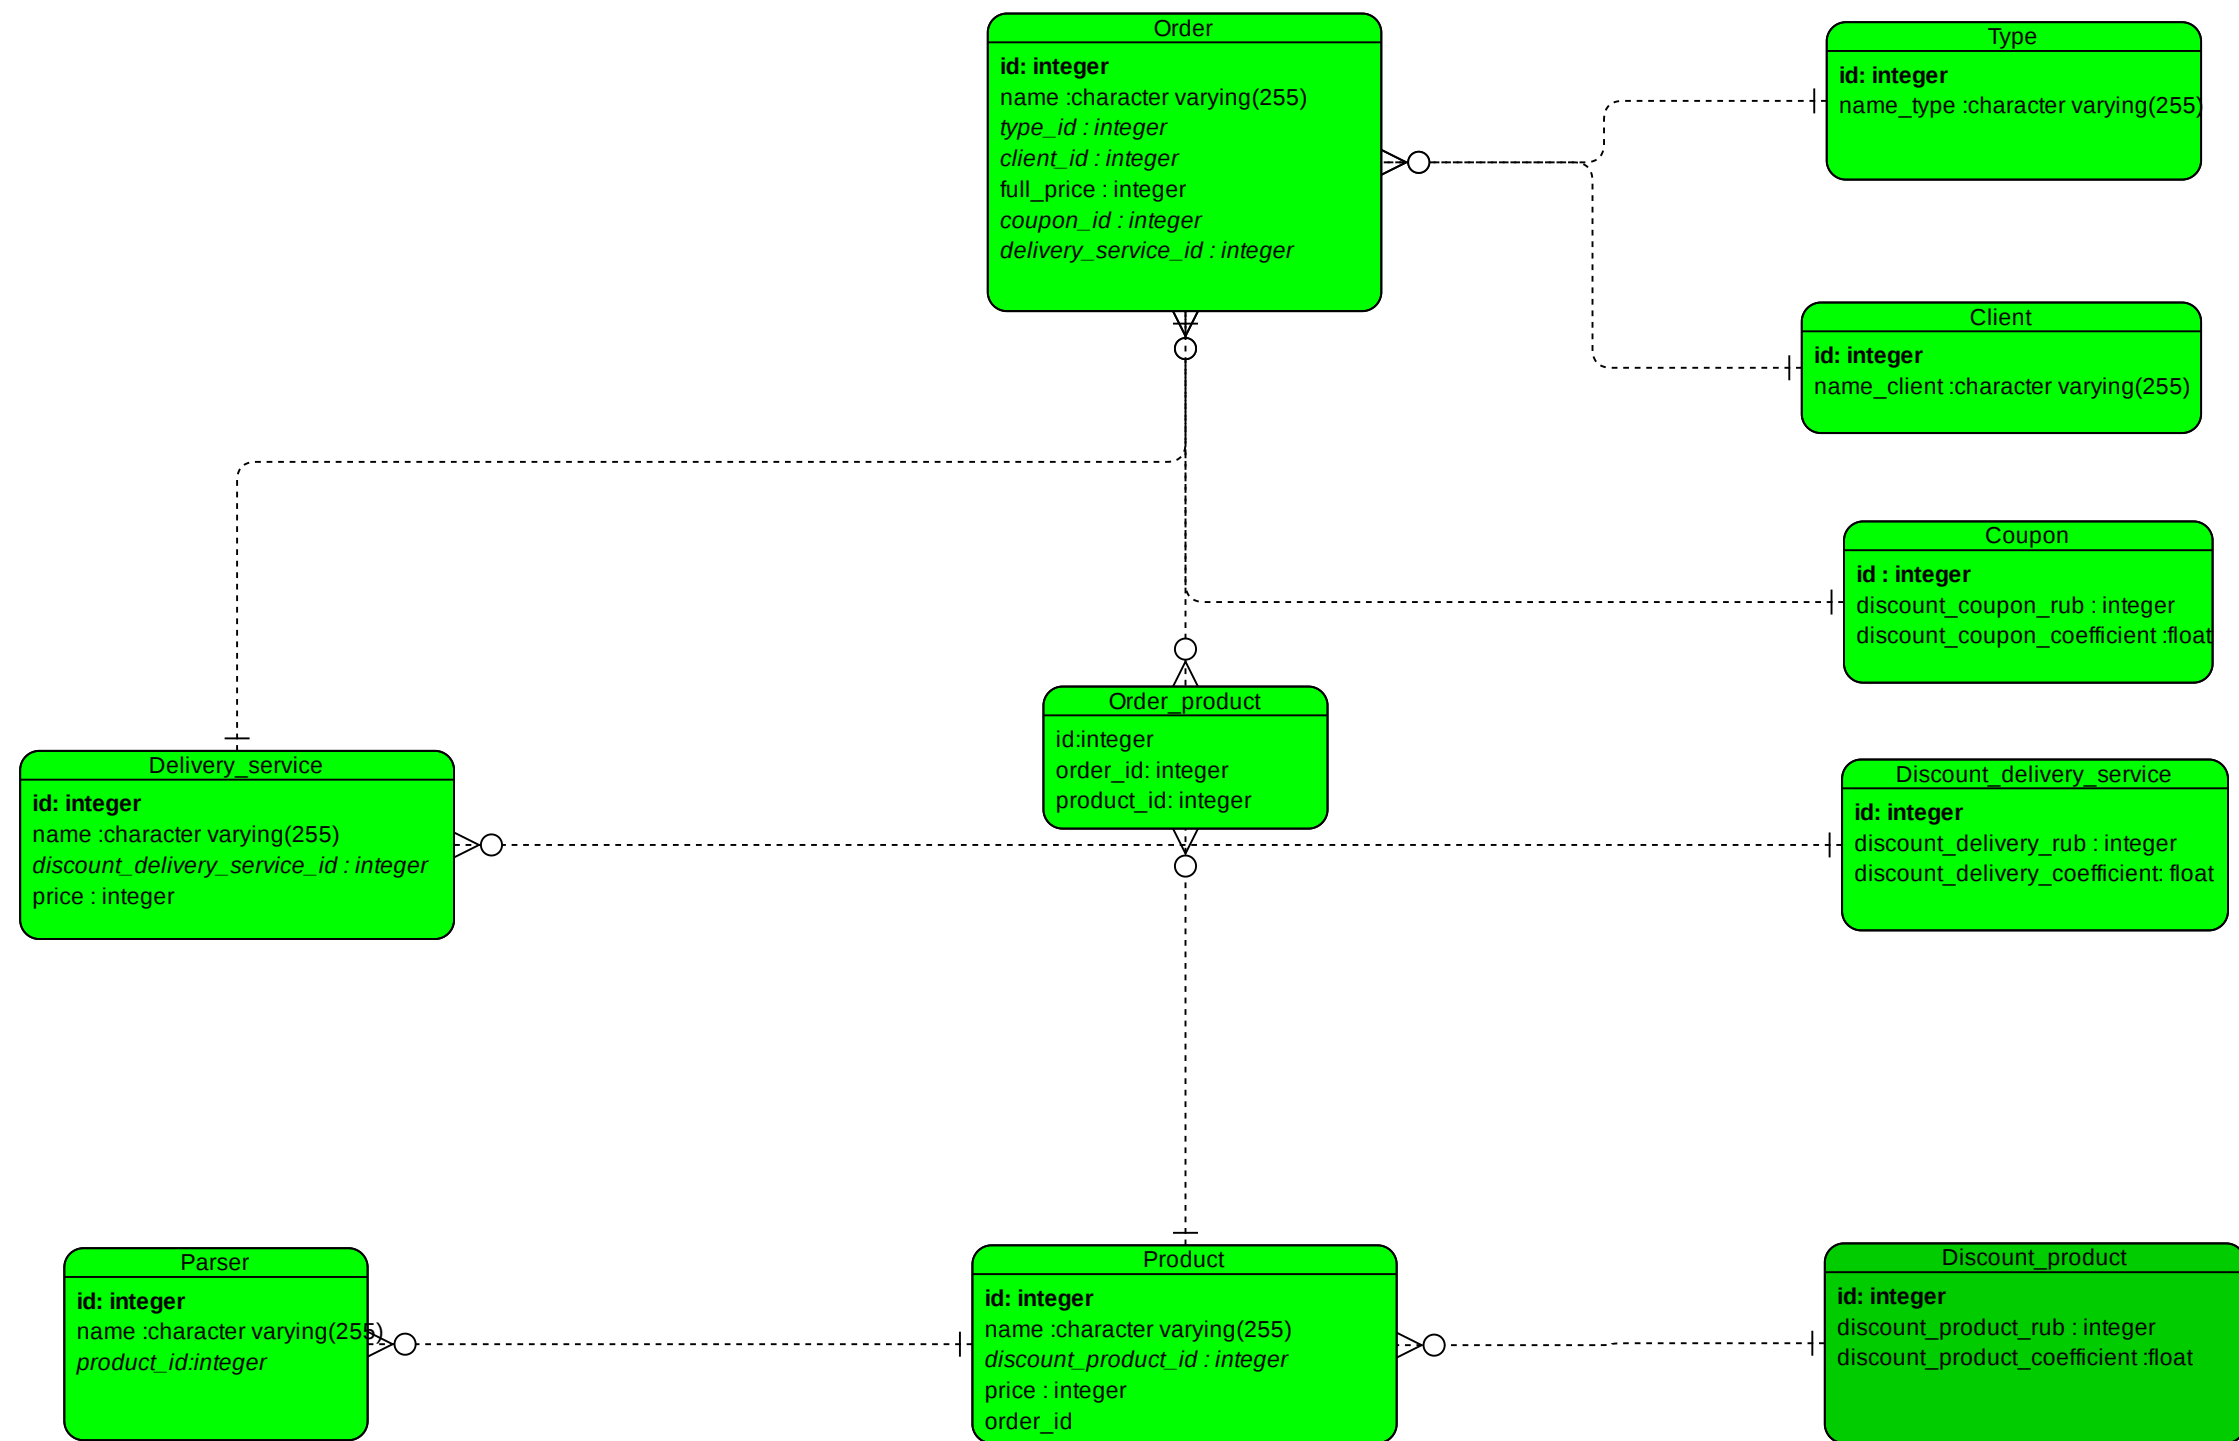 Order
id: integer
name :character varying(255)
type_id : integer
client_id : integer
full_price : integer
coupon_id : integer
delivery_service_id : integer
Type
id: integer
name_type :character varying(255)
Client
id: integer
name_client :character varying(255)
Coupon
id : integer
discount_coupon_rub : integer
discount_coupon_coefficient :float
Order_product
id:integer
order_id: integer
product_id: integer
Delivery_service
id: integer
name :character varying(255)
discount_delivery_service_id : integer
price : integer
Discount_delivery_service
id: integer
discount_delivery_rub : integer
discount_delivery_coefficient: float
Parser
id: integer
name :character varying(255)
product_id:integer
Product
id: integer
name :character varying(255)
discount_product_id : integer
price : integer
order_id
Discount_product
id: integer
discount_product_rub : integer
discount_product_coefficient :float